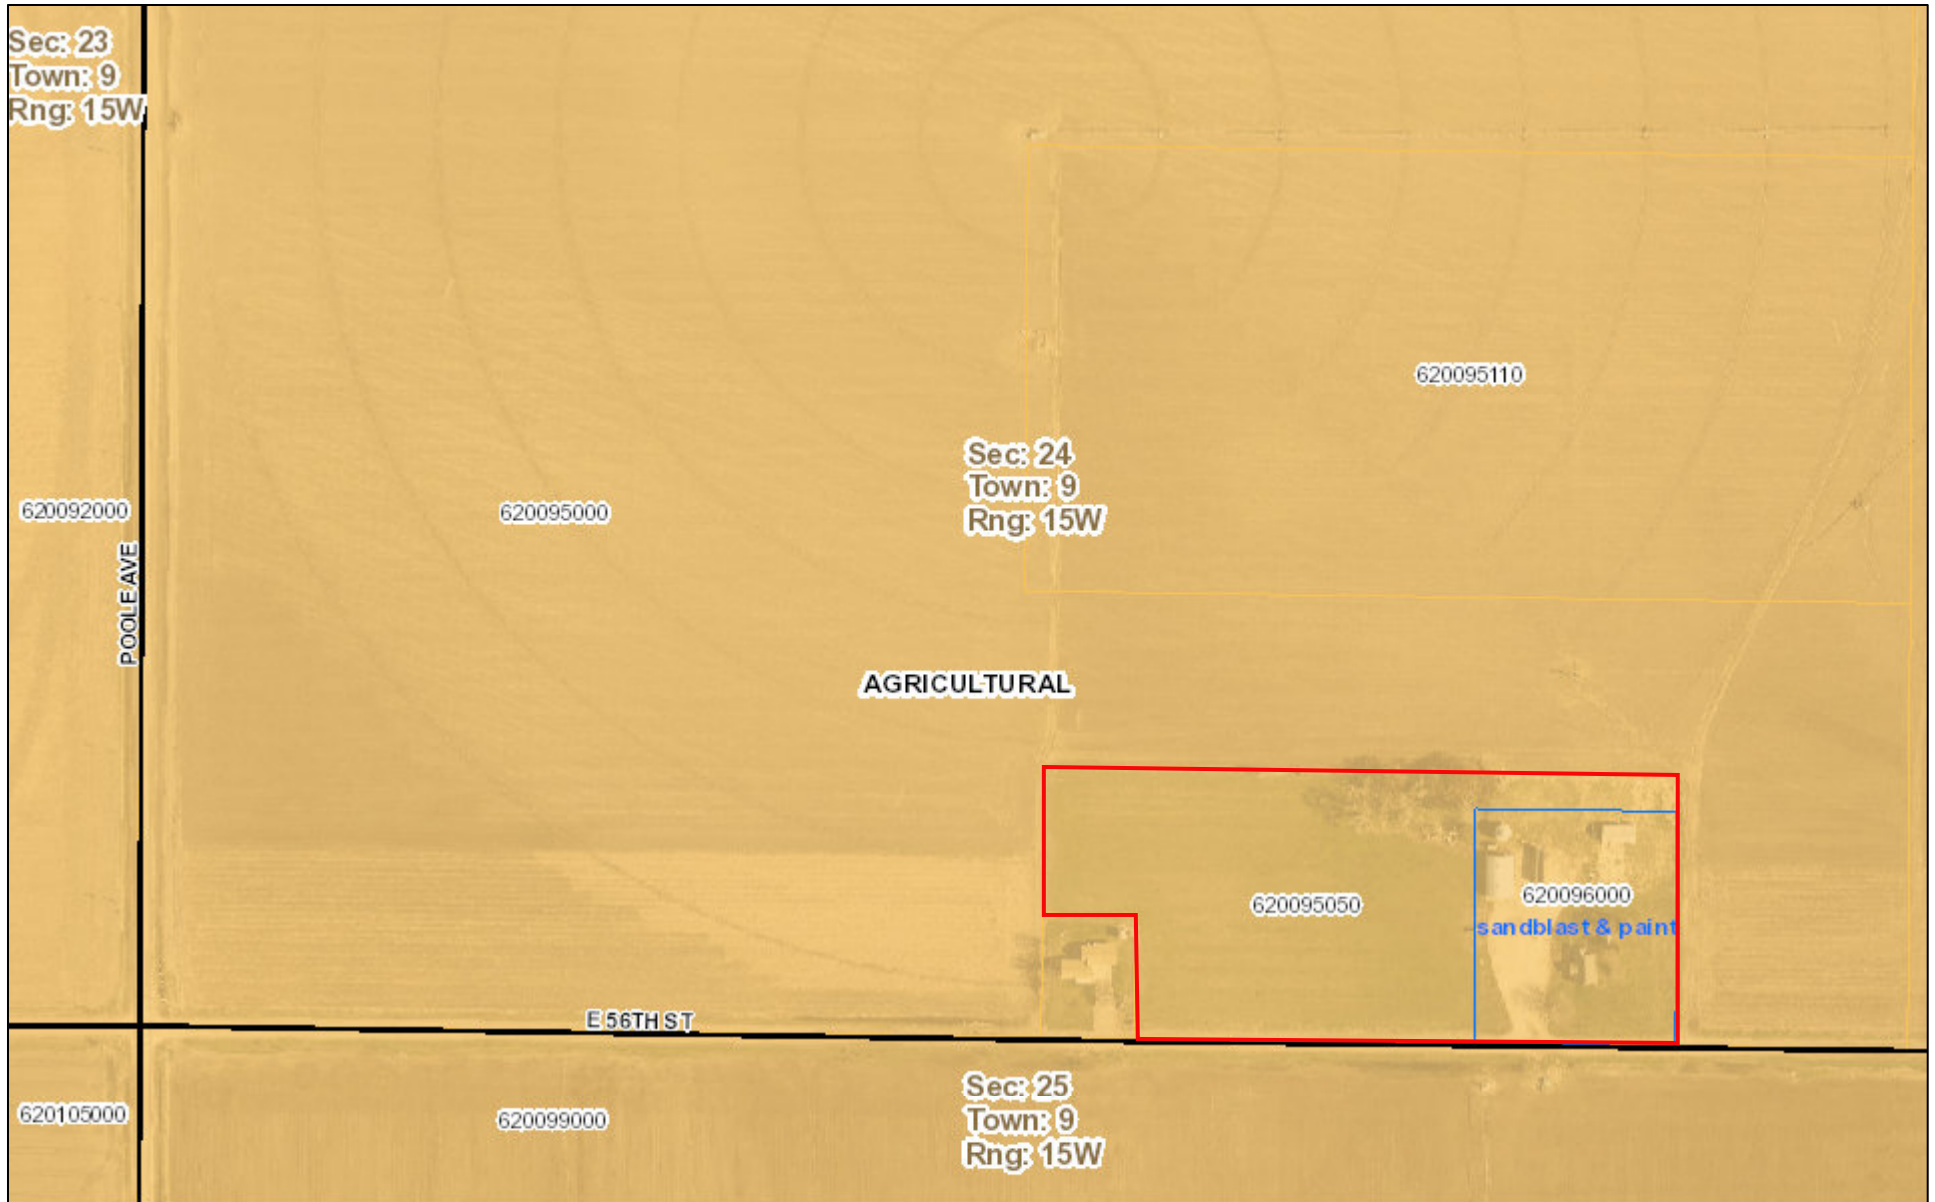 Sec: 23
Town: 9
Rng: 15W
620095110
Sec: 24
Town: 9
Rng: 15W
620092000
620095000
POOLE AVE
AGRICULTURAL
620096000
620095050
sandblast & paint
E 56TH ST
Sec: 25
Town: 9
Rng: 15W
620105000
620099000